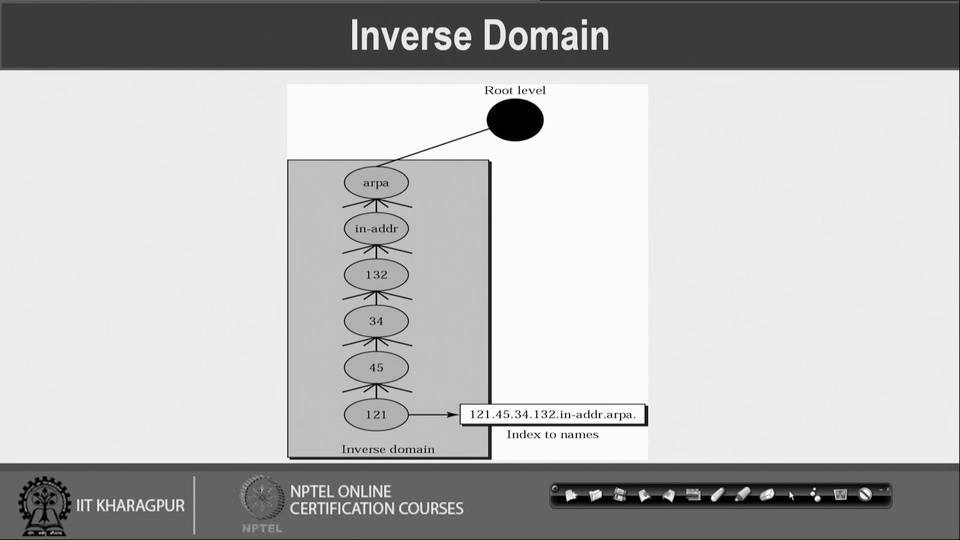 Inverse Domain
Root level
arpa
in-addr
132
34
45
121
121.45.34.132.in-addr.arpa.
Index to names
Inverse domain
IIT KHARAGPUR
NPTEL
NPTEL ONLINE
CERTIFICATION COURSES